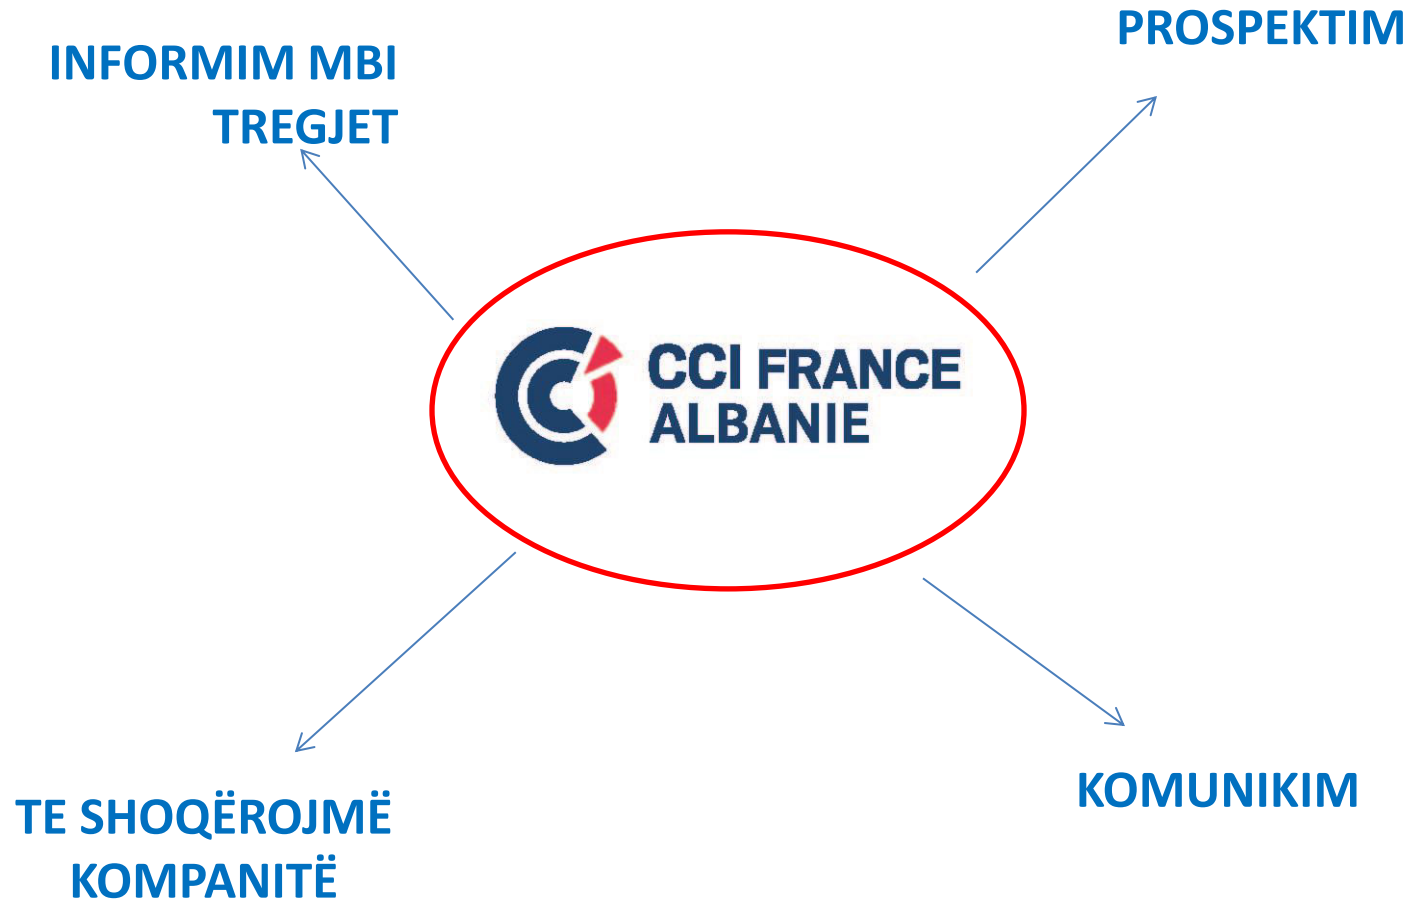 INFORMIM MBI
TREGJET
PROSPEKTIM
CCI FRANCE
ALBANIE
TE SHOQËROJMË
KOMPANITË
KOMUNIKIM